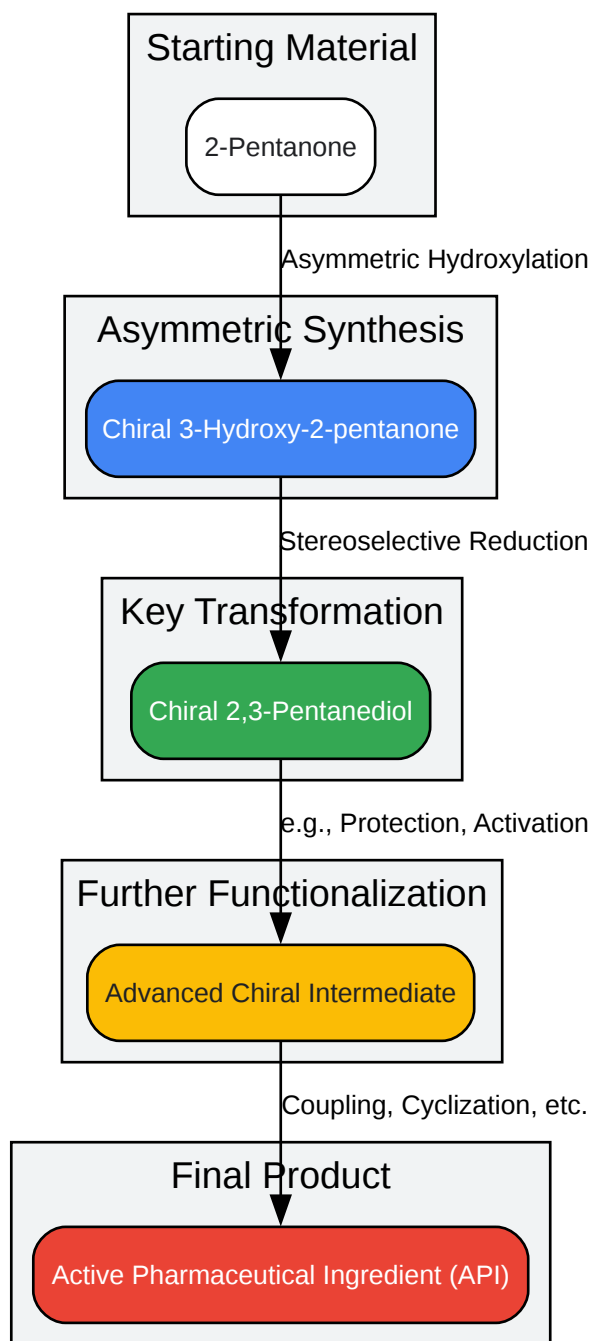 Starting Material
2-Pentanone
Asymmetric Hydroxylation
Asymmetric Synthesis
Chiral 3-Hydroxy-2-pentanone
Stereoselective Reduction
Key Transformation
Chiral 2,3-Pentanediol
e.g., Protection, Activation
Further Functionalization
Advanced Chiral Intermediate
Coupling, Cyclization, etc.
Final Product
Active Pharmaceutical Ingredient (API)